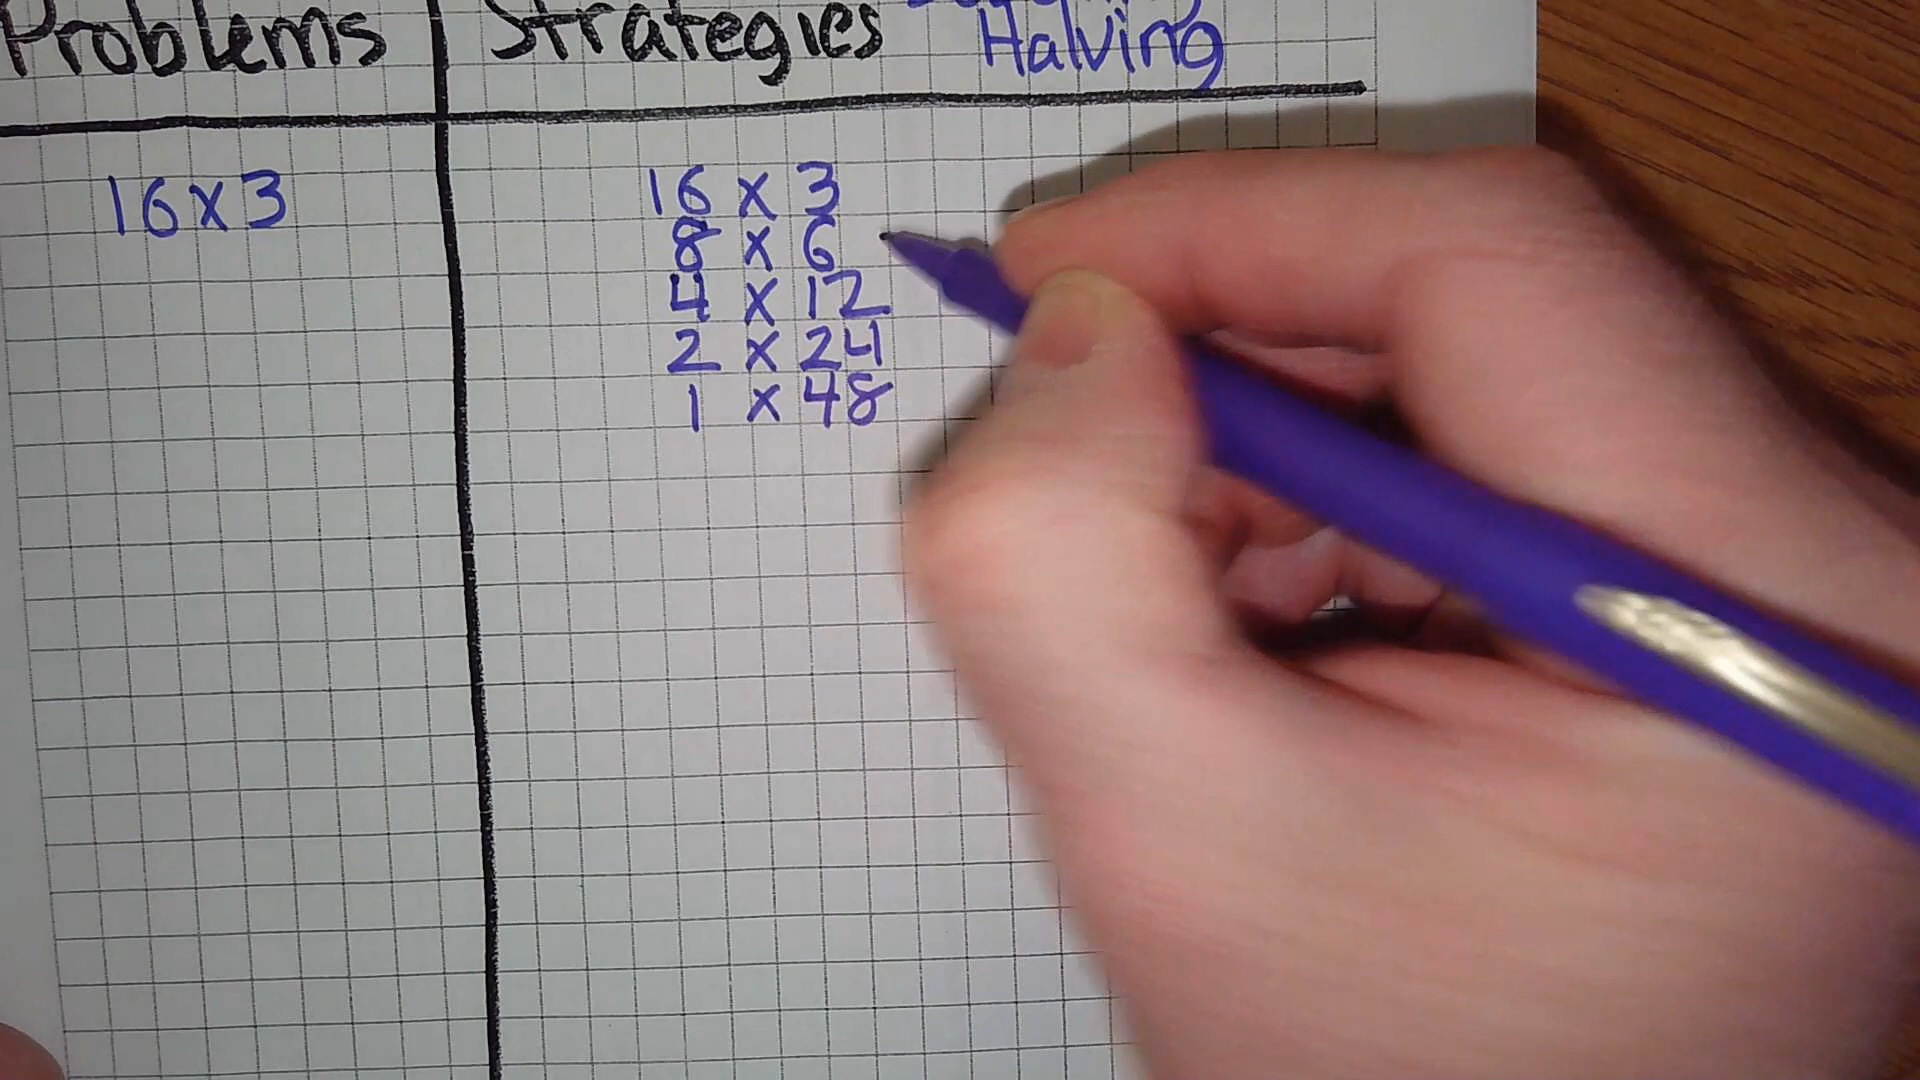 Problems Strategies
Halving
16 x 3
16 x 3
8 x 6
4 x 12
2 x 24
1 x 48